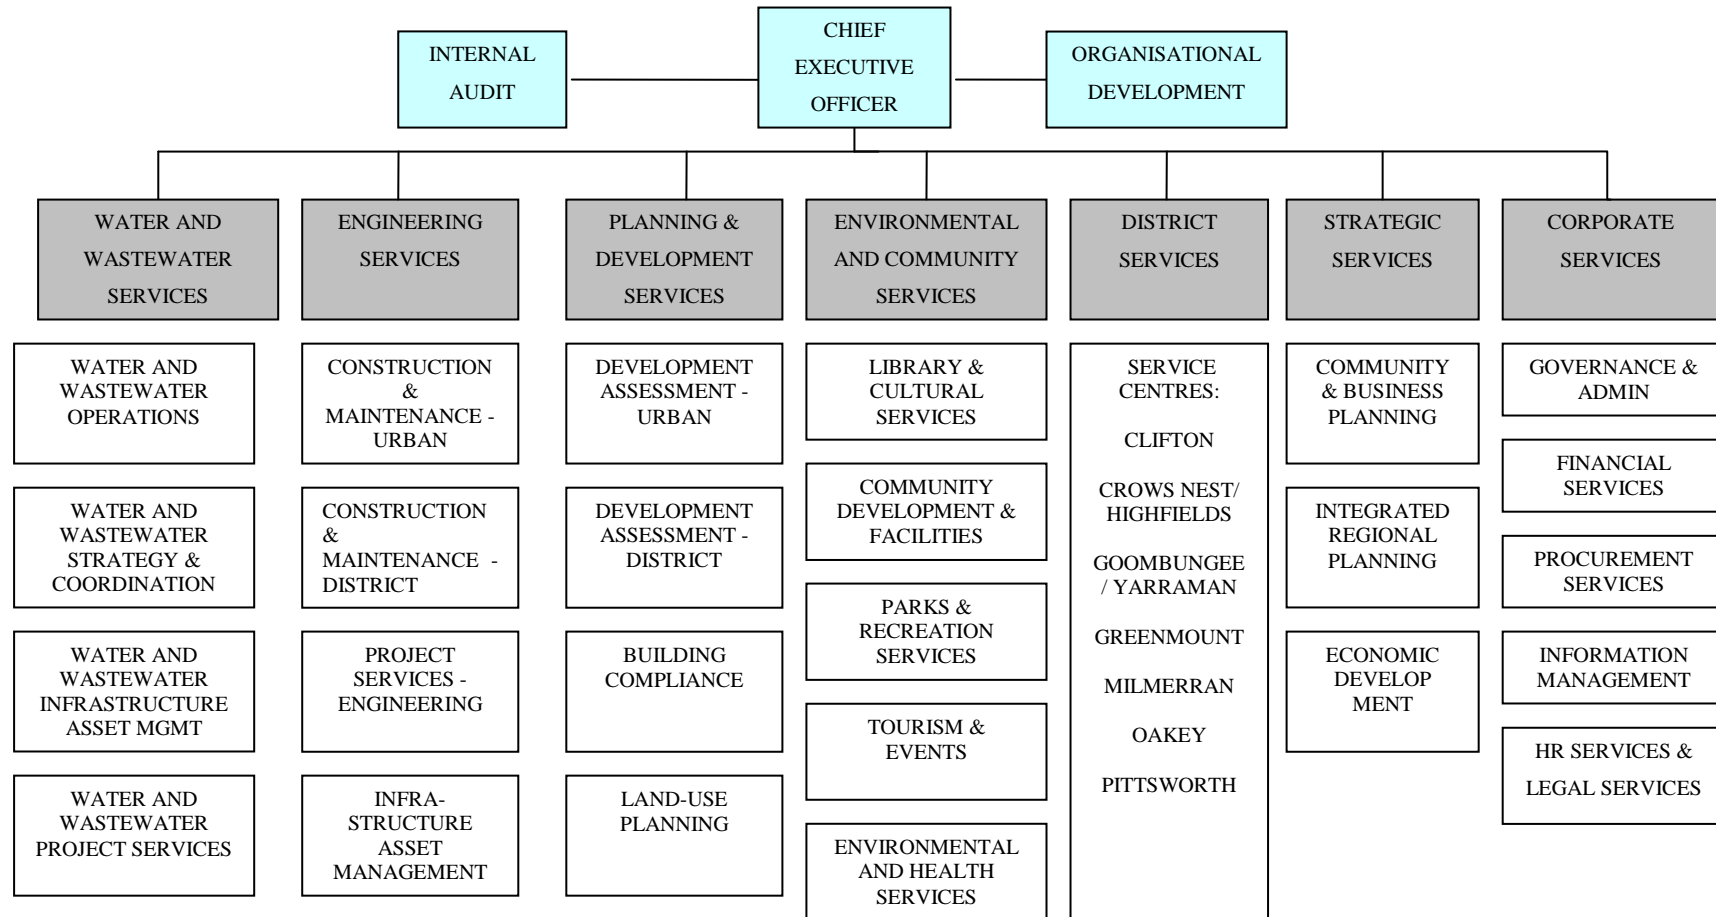 INTERNAL
AUDIT
CHIEF
EXECUTIVE
OFFICER
ORGANISATIONAL
DEVELOPMENT
WATER AND
WASTEWATER
SERVICES
ENGINEERING
SERVICES
PLANNING &
DEVELOPMENT
SERVICES
ENVIRONMENTAL
AND COMMUNITY
SERVICES
DISTRICT
SERVICES
STRATEGIC
SERVICES
CORPORATE
SERVICES
WATER AND
WASTEWATER
OPERATIONS
WATER AND
WASTEWATER
STRATEGY &
COORDINATION
WATER AND
WASTEWATER
INFRASTRUCTURE
ASSET MGMT
WATER AND
WASTEWATER
PROJECT SERVICES
CONSTRUCTION
&
MAINTENANCE -
URBAN
CONSTRUCTION
&
MAINTENANCE -
DISTRICT
PROJECT
SERVICES -
ENGINEERING
INFRA-
STRUCTURE
ASSET
MANAGEMENT
DEVELOPMENT
ASSESSMENT -
URBAN
DEVELOPMENT
ASSESSMENT -
DISTRICT
BUILDING
COMPLIANCE
LAND-USE
PLANNING
LIBRARY &
CULTURAL
SERVICES
COMMUNITY
DEVELOPMENT &
FACILITIES
PARKS &
RECREATION
SERVICES
TOURISM &
EVENTS
ENVIRONMENTAL
AND HEALTH
SERVICES
SERVICE
CENTRES:
CLIFTON
CROWS NEST/
HIGHFIELDS
GOOMBUNGEE
/ YARRAMAN
GREENMOUNT
MILMERRAN
OAKEY
PITTSWORTH
COMMUNITY
& BUSINESS
PLANNING
INTEGRATED
REGIONAL
PLANNING
ECONOMIC
DEVELOP
MENT
GOVERNANCE &
ADMIN
FINANCIAL
SERVICES
PROCUREMENT
SERVICES
INFORMATION
MANAGEMENT
HR SERVICES &
LEGAL SERVICES